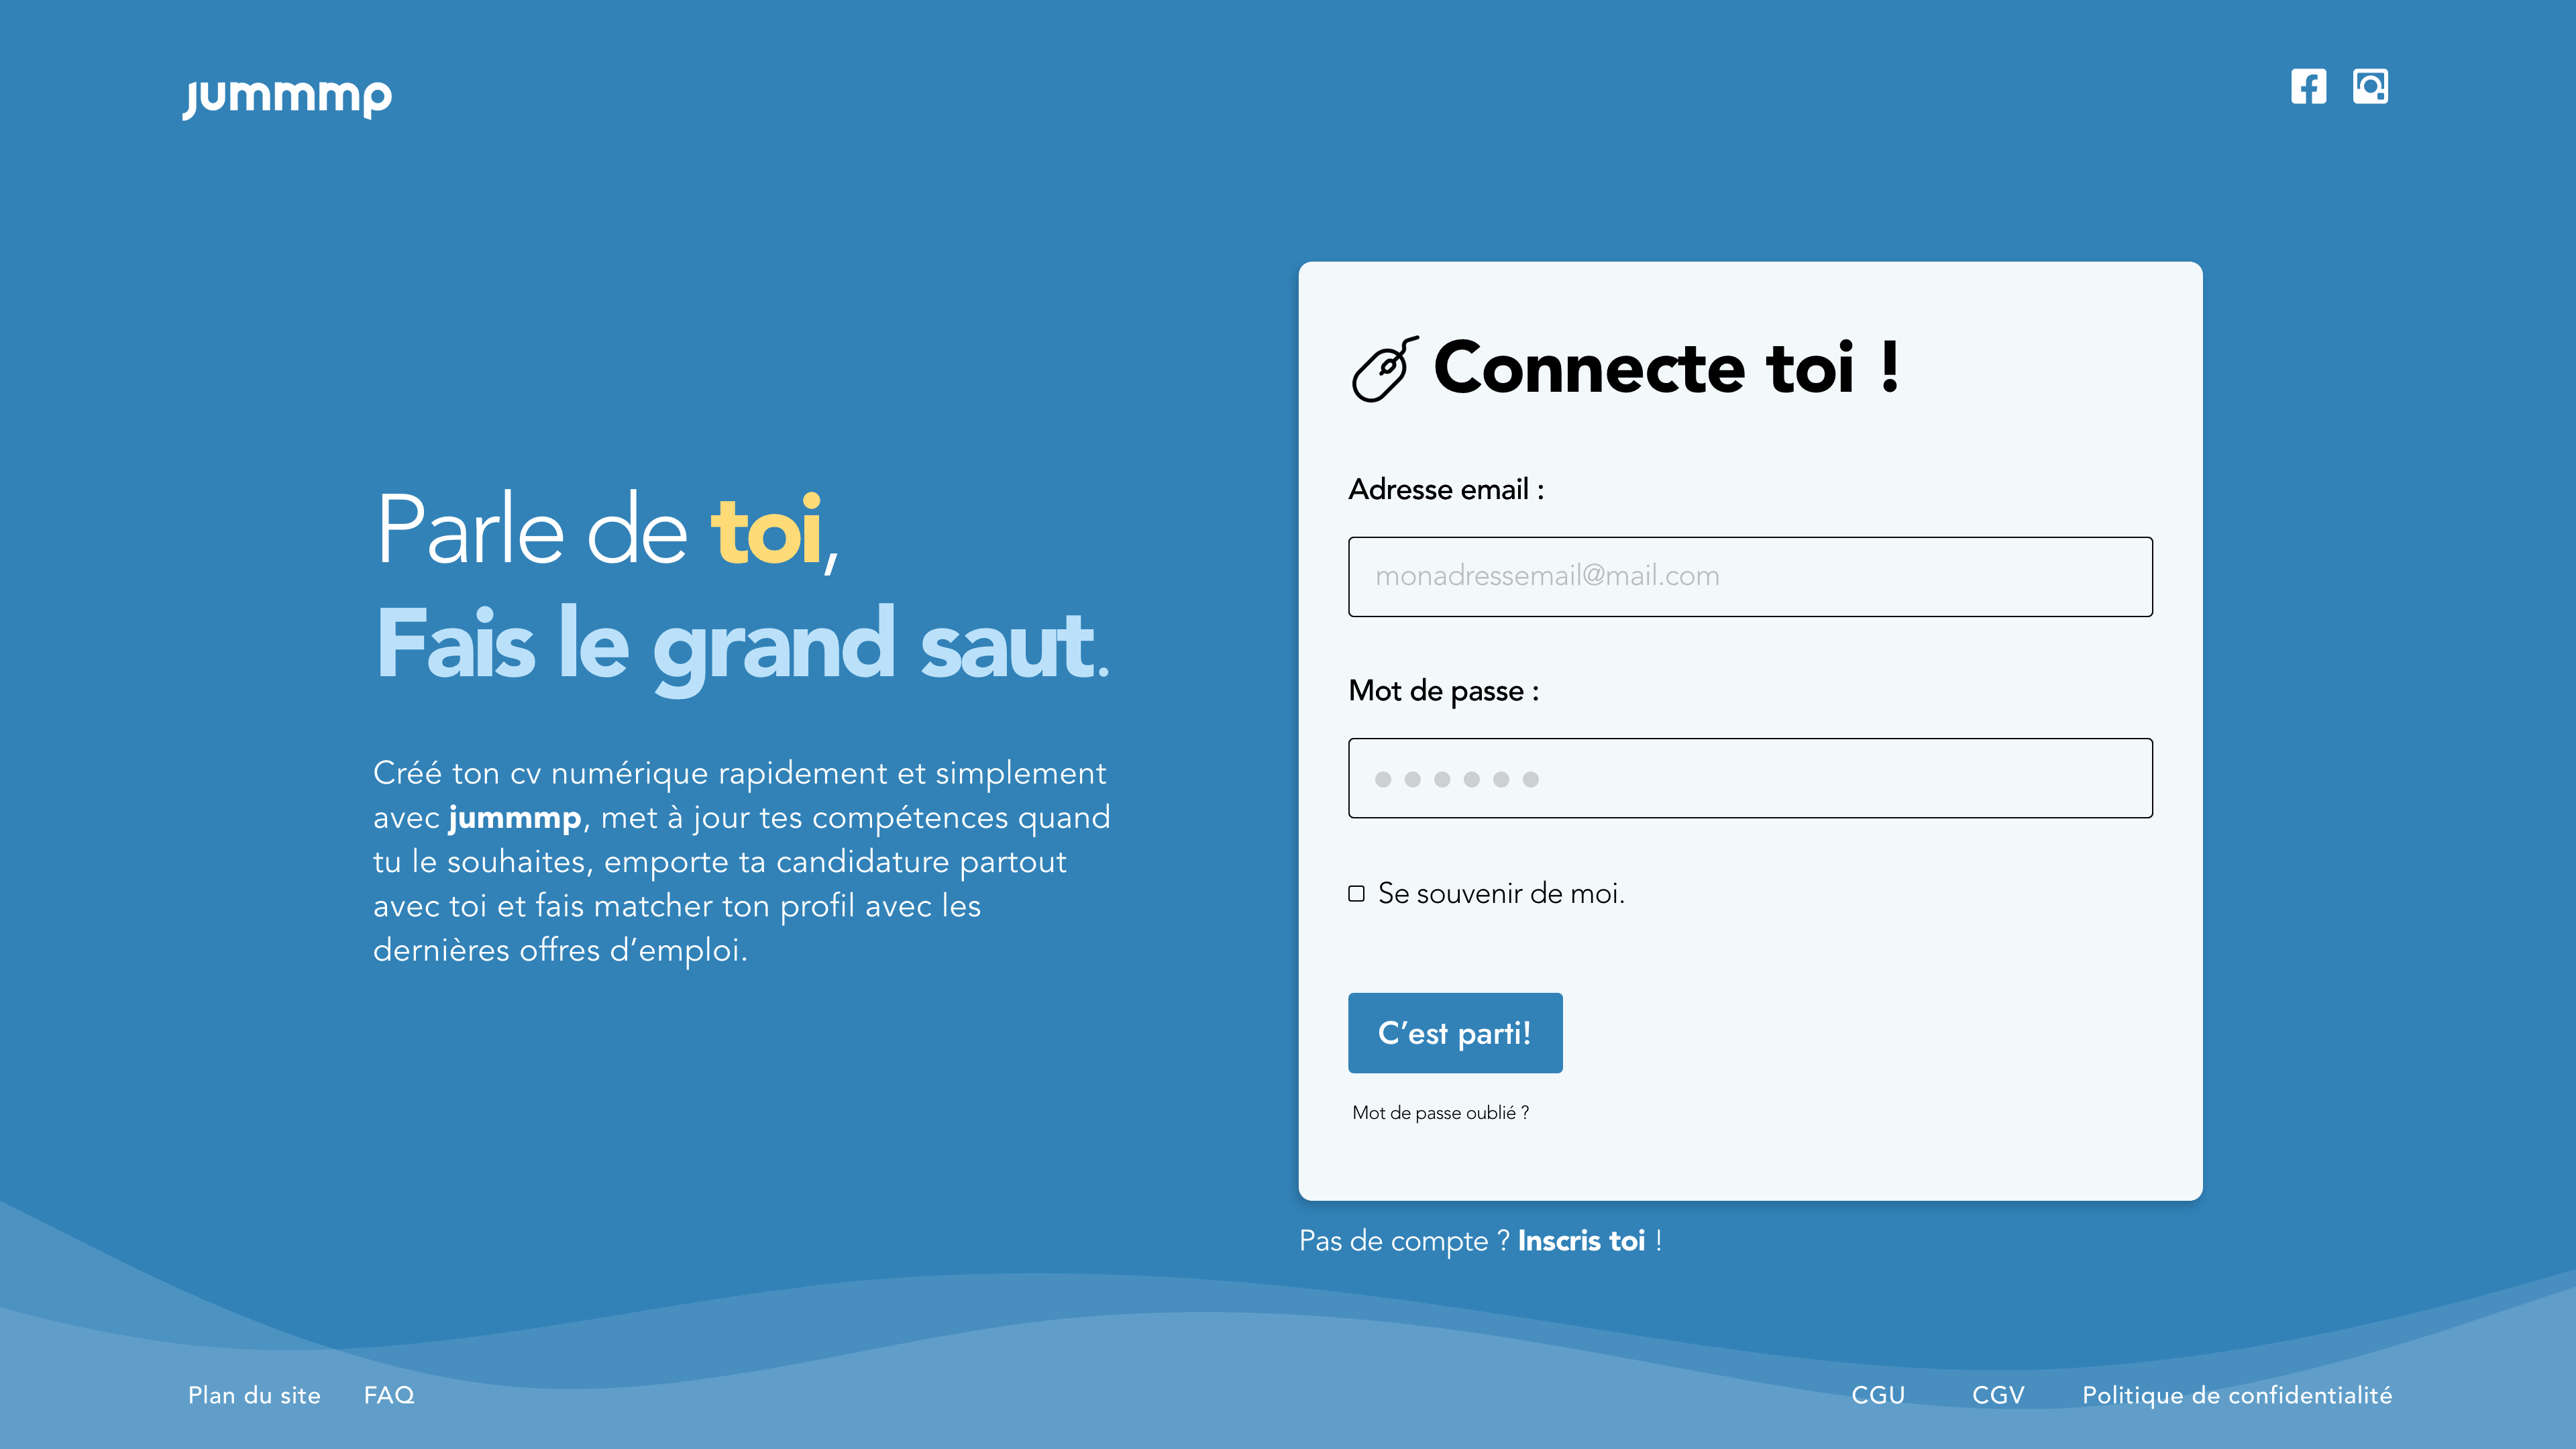 jummmp
Parle de toi,
Fais le grand saut.
Créé ton cv numérique rapidement et simplement
avec jummmp, met à jour tes compétences quand
tu le souhaites, emporte ta candidature partout
avec toi et fais matcher ton profil avec les
dernières offres d’emploi.
Connecte toi !
Adresse email :
monadressemail@mail.com
Mot de passe :
Se souvenir de moi.
C’est parti!
Mot de passe oublié ?
Pas de compte ? Inscris toi !
Plan du site FAQ CGU CGV Politique de confidentialité